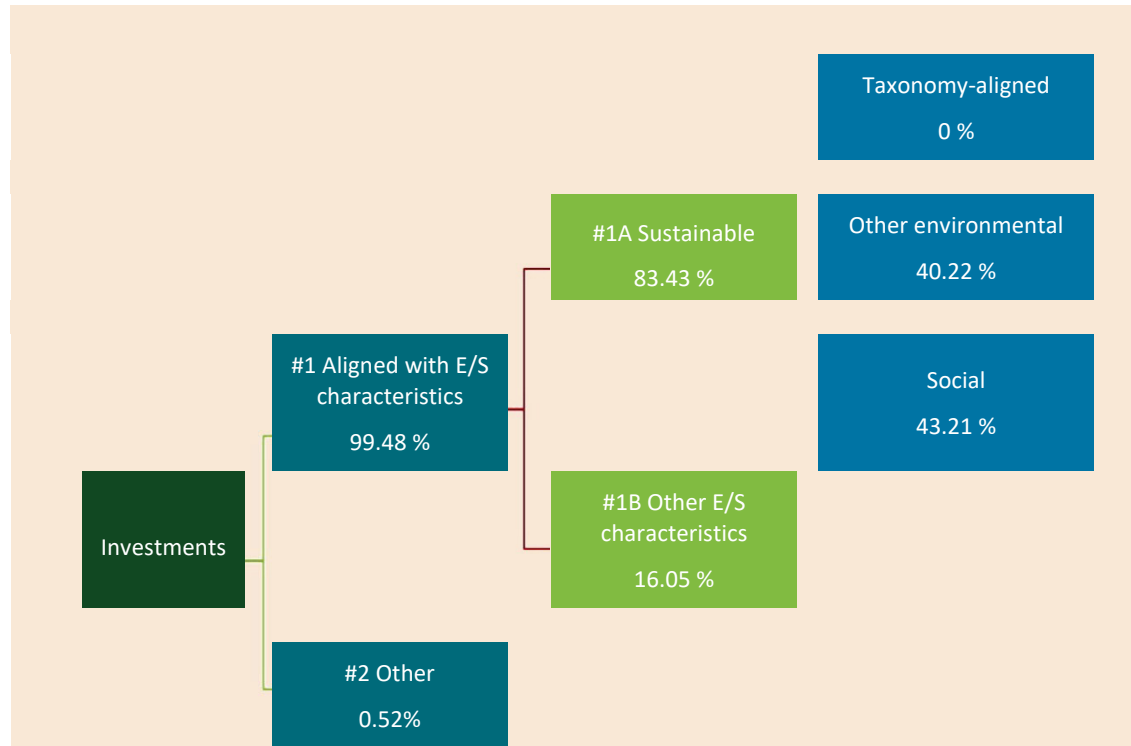 Taxonomy-aligned
0 %
#1A Sustainable
83.43 %
Other environmental
40.22 %
#1 Aligned with E/S
characteristics
99.48 %
Social
43.21 %
Investments
#1B Other E/S
characteristics
16.05 %
#2 Other
0.52%